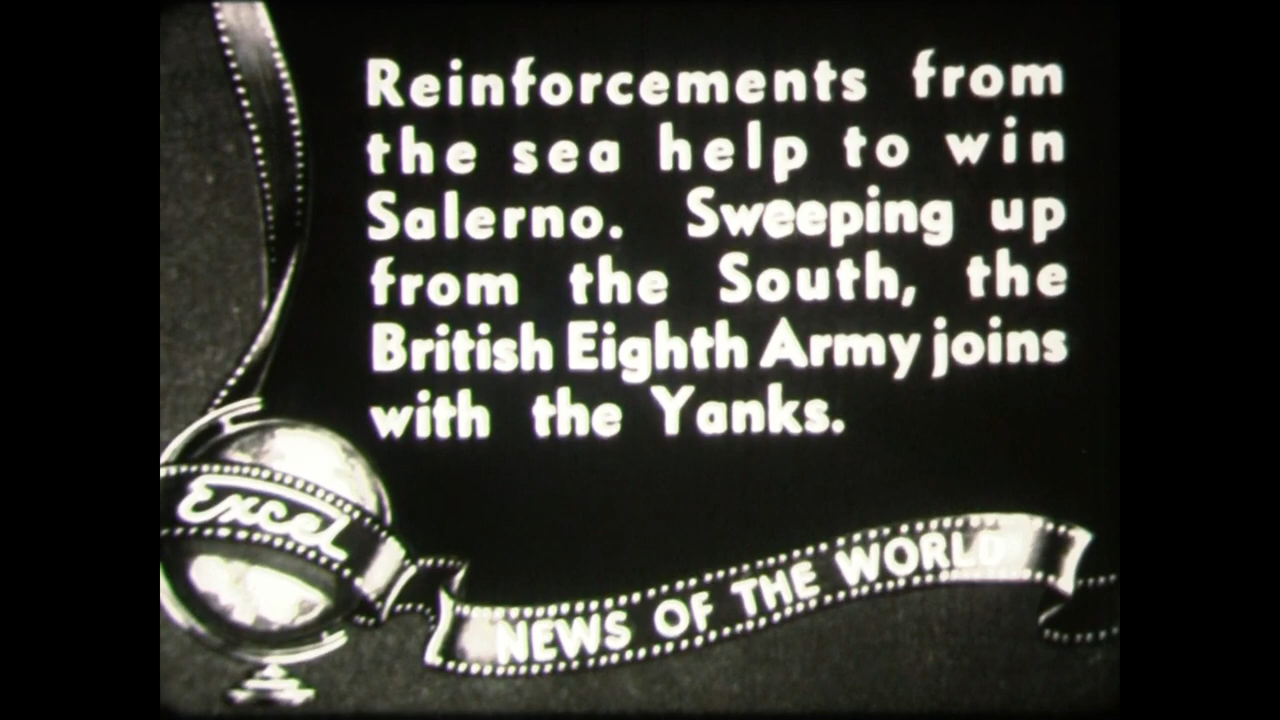 Reinforcements from
the sea help to win
Salerno. Sweeping up
from the South, the
British Eighth Army joins
with the Yanks.
Excel
NEWS OF THE WORLD